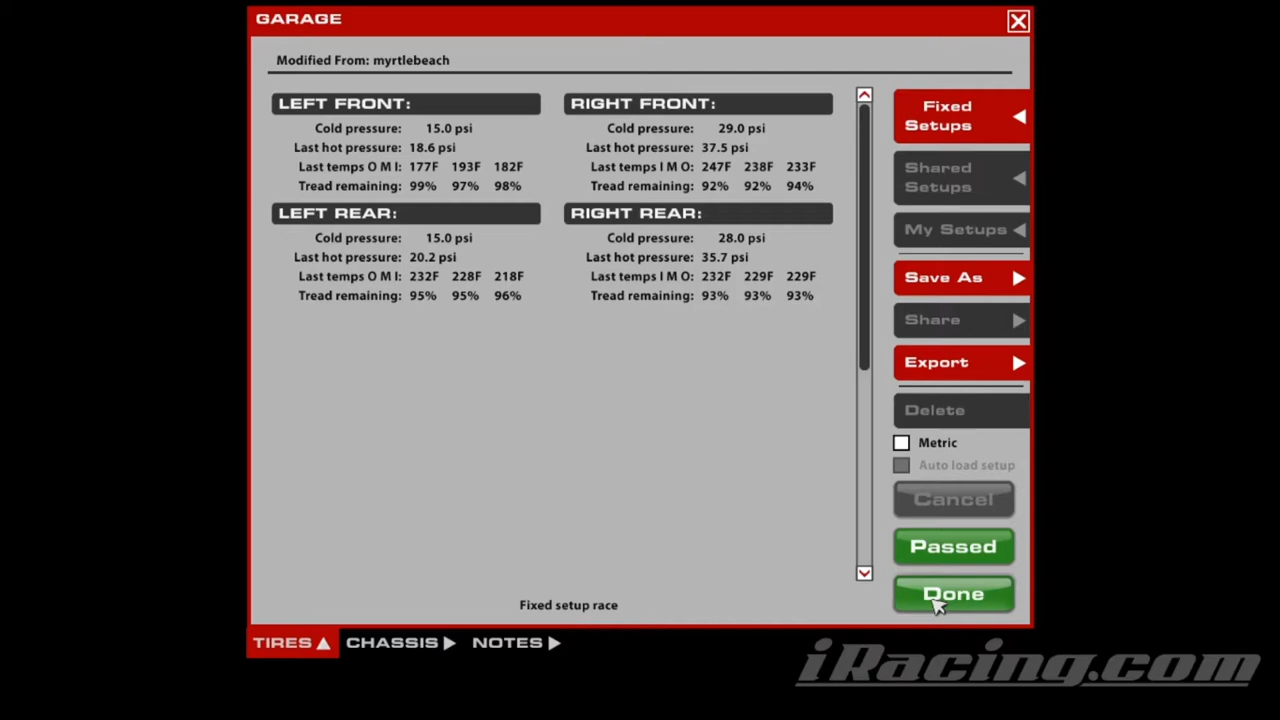 GARAGE
Modified From: myrtlebeach
LEFT FRONT:
Cold pressure: 15.0 psi
Last hot pressure: 18.6 psi
Last temps O M I: 177F 193F 182F
Tread remaining: 99% 97% 98%
RIGHT FRONT:
Cold pressure: 29.0 psi
Last hot pressure: 37.5 psi
Last temps I M O: 247F 238F 233F
Tread remaining: 92% 92% 94%
LEFT REAR:
Cold pressure: 15.0 psi
Last hot pressure: 20.2 psi
Last temps O M I: 232F 228F 218F
Tread remaining: 95% 95% 96%
RIGHT REAR:
Cold pressure: 28.0 psi
Last hot pressure: 35.7 psi
Last temps I M O: 232F 229F 229F
Tread remaining: 93% 93% 93%
Fixed setup race
Fixed
Setups
Shared
Setups
My Setups
Save As
Share
Export
Delete
Metric
Auto load setup
Cancel
Passed
Done
TIRES CHASSIS NOTES
iRacing.com